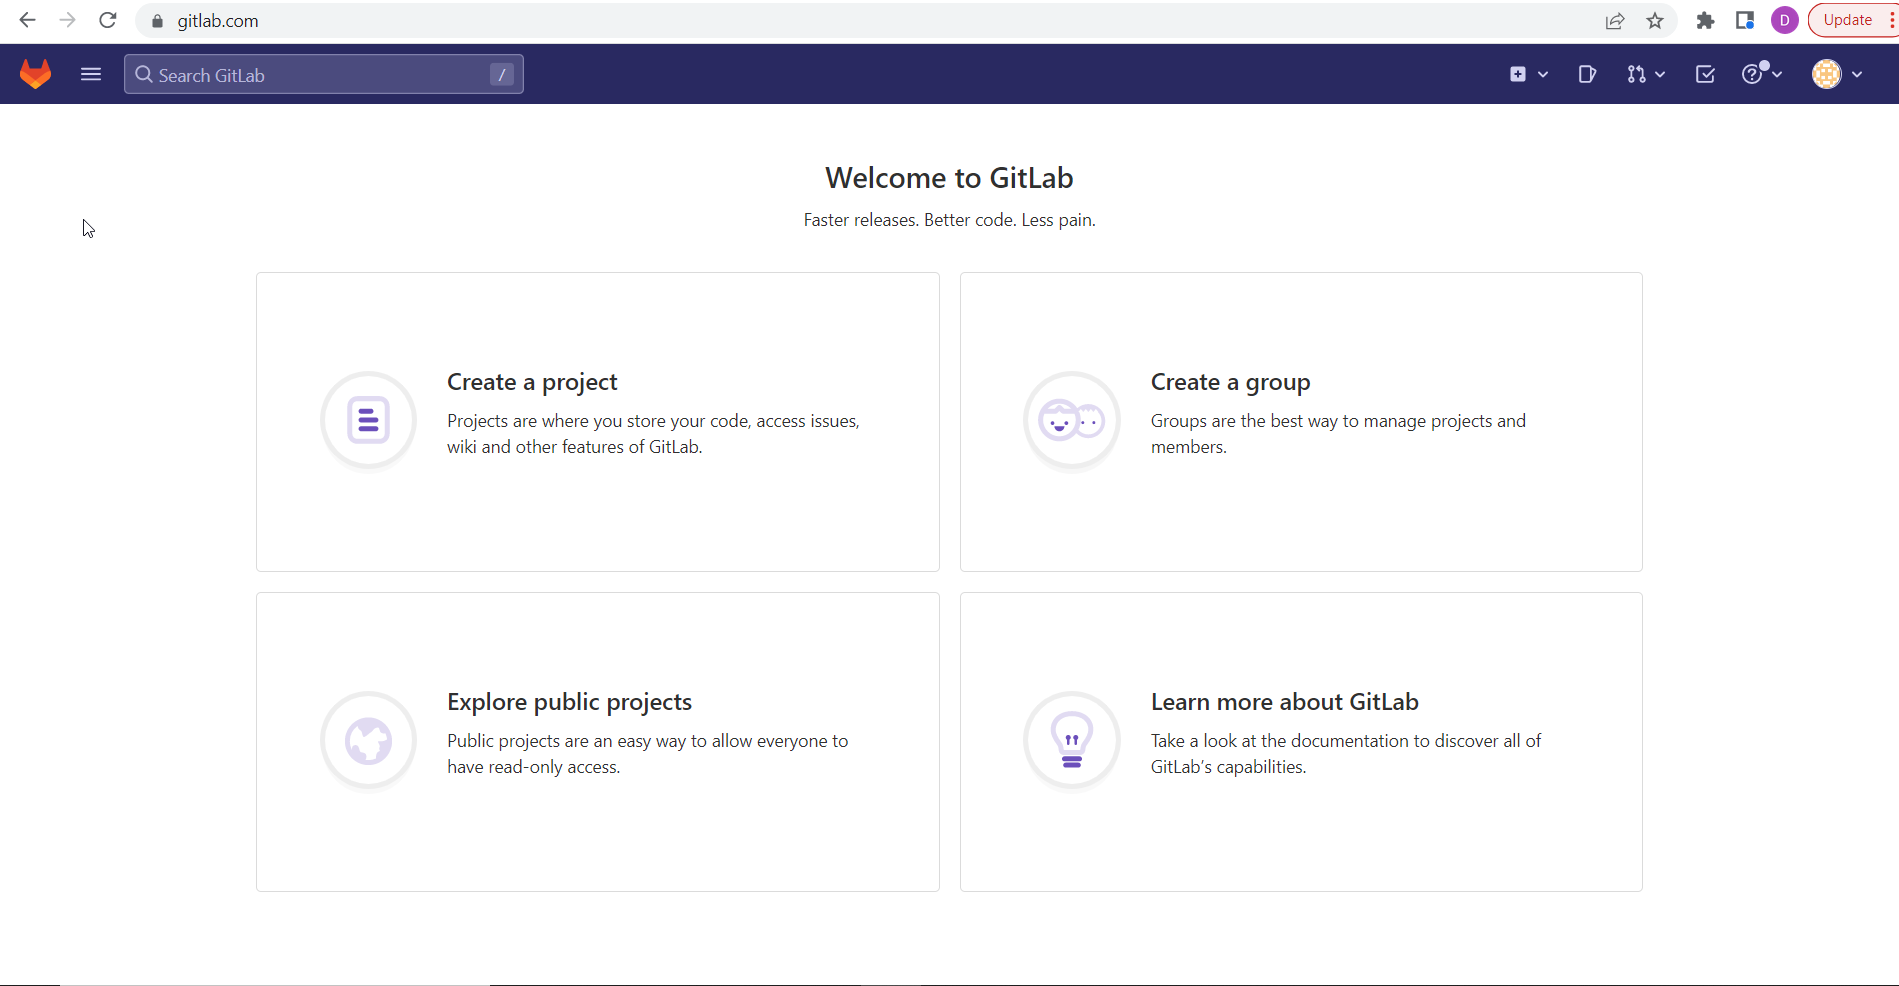 gitlab.com
D
Update
Search GitLab
/
Welcome to GitLab
Faster releases. Better code. Less pain.
Create a project
Projects are where you store your code, access issues,
wiki and other features of GitLab.
Create a group
Groups are the best way to manage projects and
members.
Explore public projects
Public projects are an easy way to allow everyone to
have read-only access.
Learn more about GitLab
Take a look at the documentation to discover all of
GitLab's capabilities.